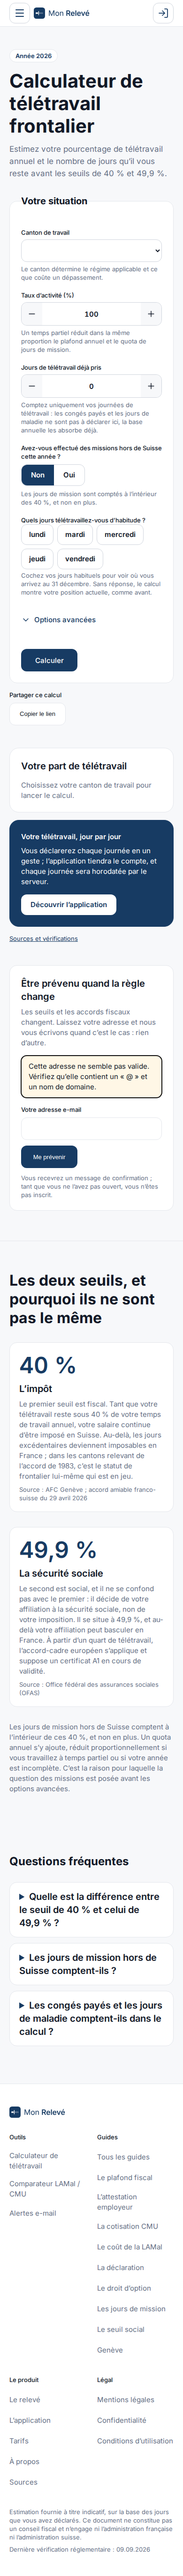 Mon Relevé
Année 2026
Calculateur de
télétravail
frontalier
Estimez votre pourcentage de télétravail
annuel et le nombre de jours qu'il vous
reste avant les seuils de 40 % et 49,9 %.
Votre situation
Canton de travail
Le canton détermine le régime applicable et ce
que coûte un dépassement.
Taux d'activité (%)
− 100 +
Un temps partiel réduit dans la même
proportion le plafond annuel et le quota de
jours de mission.
Jours de télétravail déjà pris
− 0 +
Comptez uniquement vos journées de
télétravail : les congés payés et les jours de
maladie ne sont pas à déclarer ici, la base
annuelle les absorbe déjà.
Avez-vous effectué des missions hors de Suisse
cette année ?
Non Oui
Les jours de mission sont comptés à l'intérieur
des 40 %, et non en plus.
Quels jours télétravaillez-vous d'habitude ?
lundi mardi mercredi
jeudi vendredi
Cochez vos jours habituels pour voir où vous
arrivez au 31 décembre. Sans réponse, le calcul
montre votre position actuelle, comme avant.
Options avancées
Calculer
Partager ce calcul
Copier le lien
Votre part de télétravail
Choisissez votre canton de travail pour
lancer le calcul.
Votre télétravail, jour par jour
Vous déclarerez chaque journée en un
geste ; l'application tiendra le compte, et
chaque journée sera horodatée par le
serveur.
Découvrir l'application
Sources et vérifications
Être prévenu quand la règle
change
Les seuils et les accords fiscaux
changent. Laissez votre adresse et nous
vous écrivons quand c'est le cas : rien
d'autre.
Cette adresse ne semble pas valide.
Vérifiez qu'elle contient un « @ » et
un nom de domaine.
Votre adresse e-mail
Me prévenir
Vous recevrez un message de confirmation ;
tant que vous ne l'avez pas ouvert, vous n'êtes
pas inscrit.
Les deux seuils, et
pourquoi ils ne sont
pas le même
40 %
L'impôt
Le premier seuil est fiscal. Tant que votre
télétravail reste sous 40 % de votre temps
de travail annuel, votre salaire continue
d'être imposé en Suisse. Au-delà, les jours
excédentaires deviennent imposables en
France ; dans les cantons relevant de
l'accord de 1983, c'est le statut de
frontalier lui-même qui est en jeu.
Source : AFC Genève ; accord amiable franco-
suisse du 29 avril 2026
49,9 %
La sécurité sociale
Le second est social, et il ne se confond
pas avec le premier : il décide de votre
affiliation à la sécurité sociale, non de
votre imposition. Il se situe à 49,9 %, et au-
delà votre affiliation peut basculer en
France. À partir d'un quart de télétravail,
l'accord-cadre européen s'applique et
suppose un certificat A1 en cours de
validité.
Source : Office fédéral des assurances sociales
(OFAS)
Les jours de mission hors de Suisse comptent à
l'intérieur de ces 40 %, et non en plus. Un quota
annuel s'y ajoute, réduit proportionnellement si
vous travaillez à temps partiel ou si votre année
est incomplète. C'est la raison pour laquelle la
question des missions est posée avant les
options avancées.
Questions fréquentes
Quelle est la différence entre
le seuil de 40 % et celui de
49,9 % ?
Les jours de mission hors de
Suisse comptent-ils ?
Les congés payés et les jours
de maladie comptent-ils dans le
calcul ?
Mon Relevé
Outils
Calculateur de
télétravail
Comparateur LAMal /
CMU
Alertes e-mail
Guides
Tous les guides
Le plafond fiscal
L'attestation
employeur
La cotisation CMU
Le coût de la LAMal
La déclaration
Le droit d'option
Les jours de mission
Le seuil social
Genève
Le produit
Le relevé
L'application
Tarifs
À propos
Sources
Légal
Mentions légales
Confidentialité
Conditions d'utilisation
Estimation fournie à titre indicatif, sur la base des jours
que vous avez déclarés. Ce document ne constitue pas
un conseil fiscal et n'engage ni l'administration française
ni l'administration suisse.
Dernière vérification réglementaire : 09.09.2026